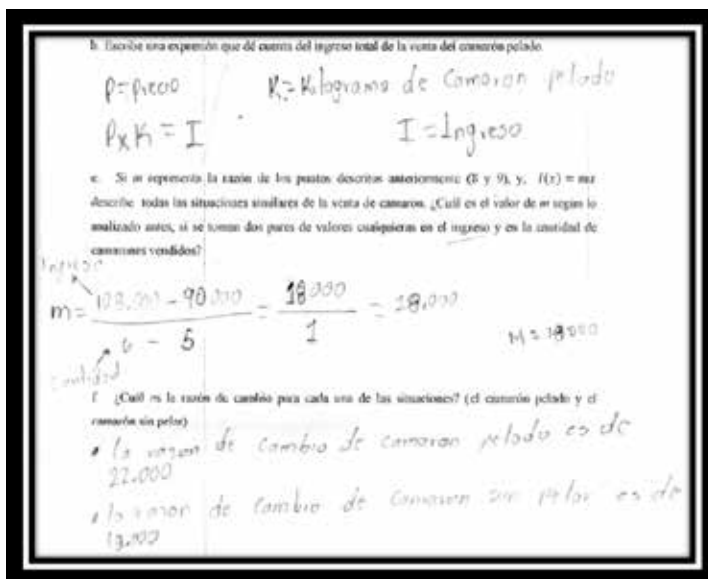 b. Escribe una expresión que dé cuenta del ingreso total de la venta del camarón pelado.
P = precio K = Kilogramo de Camaron pelado
P x K = I I = Ingreso
e. Si m representa la razón de los puntos descritos anteriormente (8 y 9), y, I(x) = mx
describe todas las situaciones similares de la venta de camaron. ¿Cuál es el valor de m segun lo
analizado antes, si se toman dos pares de valores cualquiera en el ingreso y en la cantidad de
camarones vendidos?
Ingreso
m = 108.000 - 90.000 = 18.000 = 18.000
6 - 5 1
M = 18000
Cantidad
f. ¿Cuál es la razón de cambio para cada una de las situaciones? (el camarón pelado y el
camarón sin pelar)
• la razon de Cambio de Camaron pelado es de
22.000
• la razon de Cambio de Camaron sin pelar es de
18.000